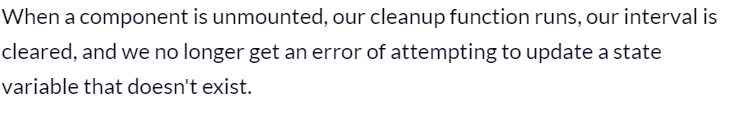 When a component is unmounted, our cleanup function runs, our interval is
cleared, and we no longer get an error of attempting to update a state
variable that doesn't exist.